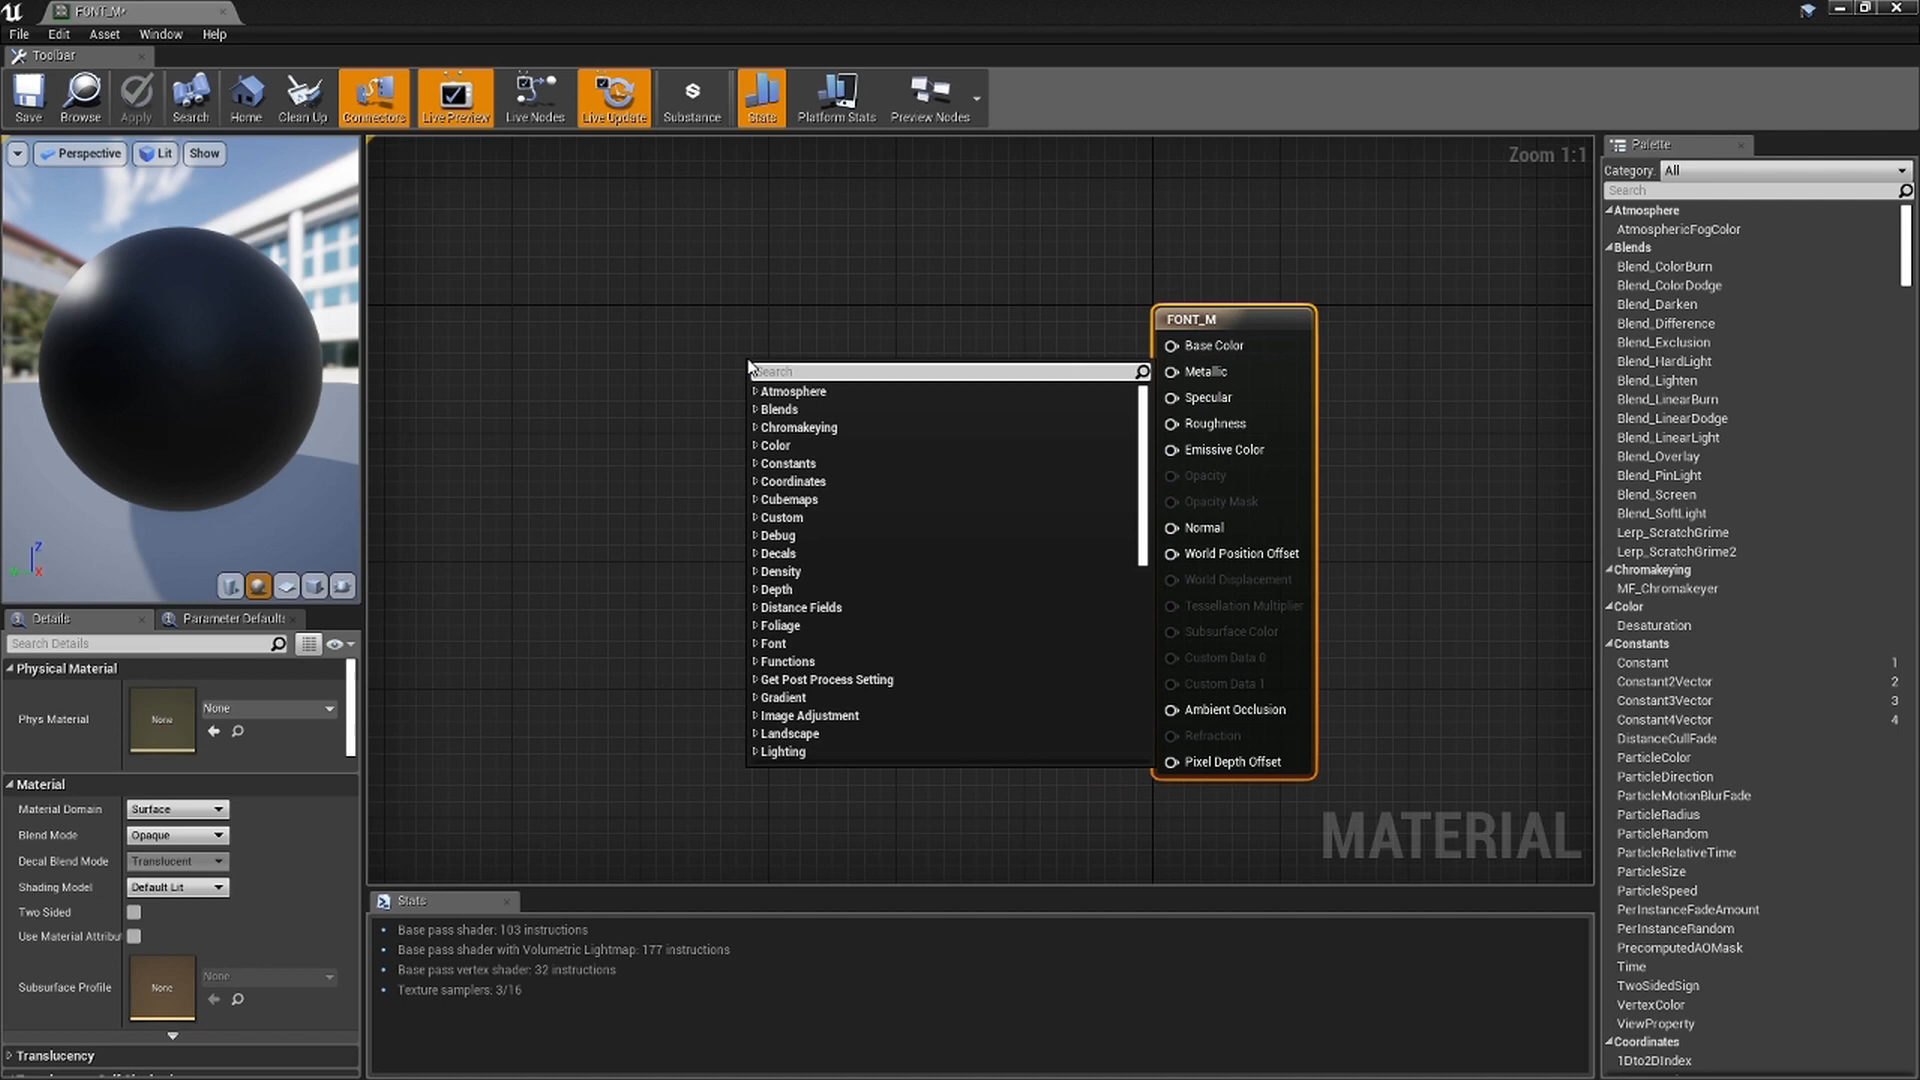 FONT_M*
File Edit Asset Window Help
Toolbar
Save Browse Apply Search Home Clean Up Connectors Live Preview Live Nodes Live Update Substance Stats Platform Stats Preview Nodes
Perspective Lit Show
Z
X
Details Parameter Defaults
Search Details
Physical Material
Phys Material
None
None
Material
Material Domain Surface
Blend Mode Opaque
Decal Blend Mode Translucent
Shading Model Default Lit
Two Sided
Use Material Attribut
Subsurface Profile
None
None
Translucency
Zoom 1:1
Search
Atmosphere
Blends
Chromakeying
Color
Constants
Coordinates
Cubemaps
Custom
Debug
Decals
Density
Depth
Distance Fields
Foliage
Font
Functions
Get Post Process Setting
Gradient
Image Adjustment
Landscape
Lighting
FONT_M
Base Color
Metallic
Specular
Roughness
Emissive Color
Opacity
Opacity Mask
Normal
World Position Offset
World Displacement
Tessellation Multiplier
Subsurface Color
Custom Data 0
Custom Data 1
Ambient Occlusion
Refraction
Pixel Depth Offset
MATERIAL
Stats
Base pass shader: 103 instructions
Base pass shader with Volumetric Lightmap: 177 instructions
Base pass vertex shader: 32 instructions
Texture samplers: 3/16
Palette
Category: All
Search
Atmosphere
AtmosphericFogColor
Blends
Blend_ColorBurn
Blend_ColorDodge
Blend_Darken
Blend_Difference
Blend_Exclusion
Blend_HardLight
Blend_Lighten
Blend_LinearBurn
Blend_LinearDodge
Blend_LinearLight
Blend_Overlay
Blend_PinLight
Blend_Screen
Blend_SoftLight
Lerp_ScratchGrime
Lerp_ScratchGrime2
Chromakeying
MF_Chromakeyer
Color
Desaturation
Constants
Constant 1
Constant2Vector 2
Constant3Vector 3
Constant4Vector 4
DistanceCullFade
ParticleColor
ParticleDirection
ParticleMotionBlurFade
ParticleRadius
ParticleRandom
ParticleRelativeTime
ParticleSize
ParticleSpeed
PerInstanceFadeAmount
PerInstanceRandom
PrecomputedAOMask
Time
TwoSidedSign
VertexColor
ViewProperty
Coordinates
1Dto2DIndex